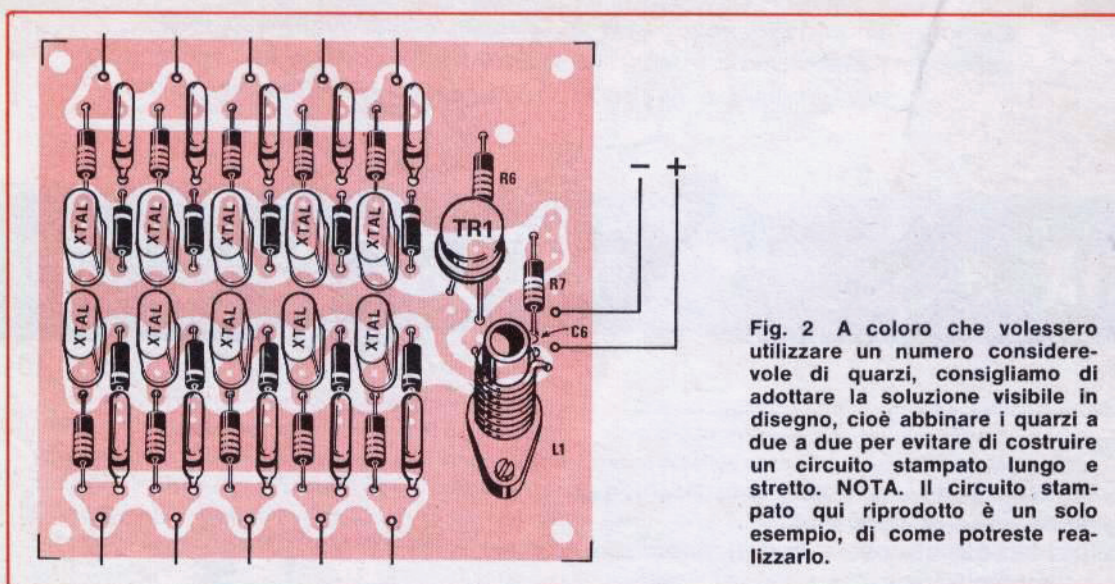 XTAL XTAL XTAL XTAL XTAL
XTAL XTAL XTAL XTAL XTAL
R6
TR1
R7
C6
L1
- +
Fig. 2 A coloro che volessero
utilizzare un numero considere-
vole di quarzi, consigliamo di
adottare la soluzione visibile in
disegno, cioè abbinare i quarzi a
due a due per evitare di costruire
un circuito stampato lungo e
stretto. NOTA. Il circuito stam-
pato qui riprodotto è un solo
esempio, di come potreste rea-
lizzarlo.